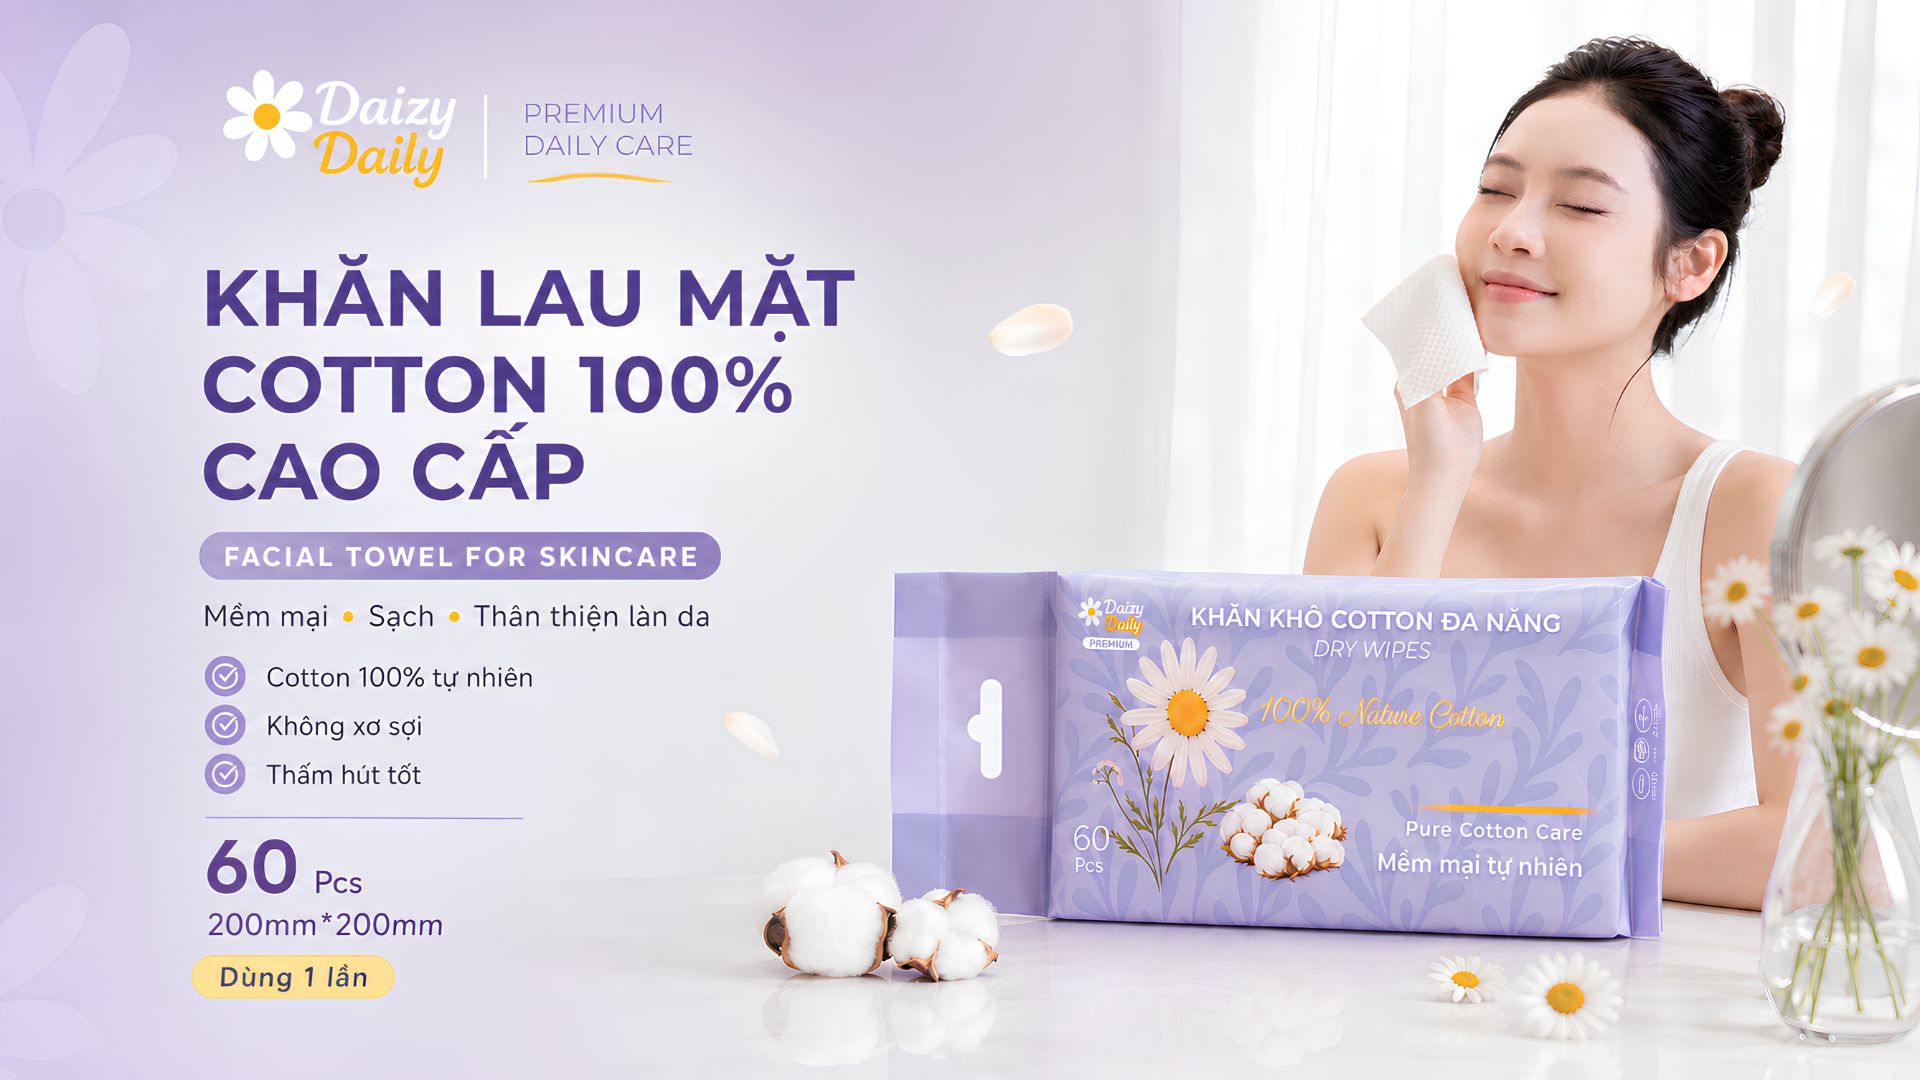 Daizy
Daily
PREMIUM
DAILY CARE
KHĂN LAU MẶT
COTTON 100%
CAO CẤP
FACIAL TOWEL FOR SKINCARE
Mềm mại • Sạch • Thân thiện làn da
Cotton 100% tự nhiên
Không xơ sợi
Thấm hút tốt
60 Pcs
200mm*200mm
Dùng 1 lần
Daizy
Daily
PREMIUM
KHĂN KHÔ COTTON ĐA NĂNG
DRY WIPES
100% Nature Cotton
60
Pcs
Pure Cotton Care
Mềm mại tự nhiên